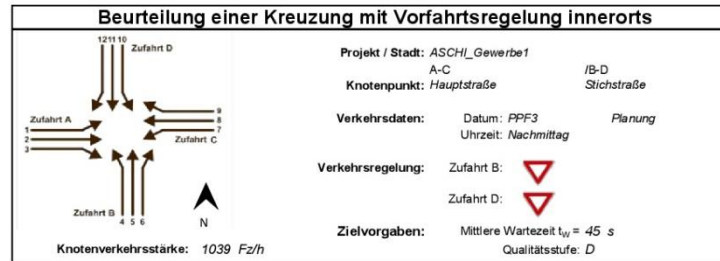 Beurteilung einer Kreuzung mit Vorfahrtsregelung innerorts
12 11 10
Zufahrt D
Zufahrt A
1
2
3
9
8
7
Zufahrt C
Zufahrt B
4 5 6
N
Knotenverkehrsstärke: 1039 Fz/h
Projekt / Stadt: ASCHI_Gewerbe1
A-C /B-D
Knotenpunkt: Hauptstraße Stichstraße
Verkehrsdaten: Datum: PPF3 Planung
Uhrzeit: Nachmittag
Verkehrsregelung: Zufahrt B:
Zufahrt D:
Zielvorgaben: Mittlere Wartezeit tw = 45 s
Qualitätsstufe: D